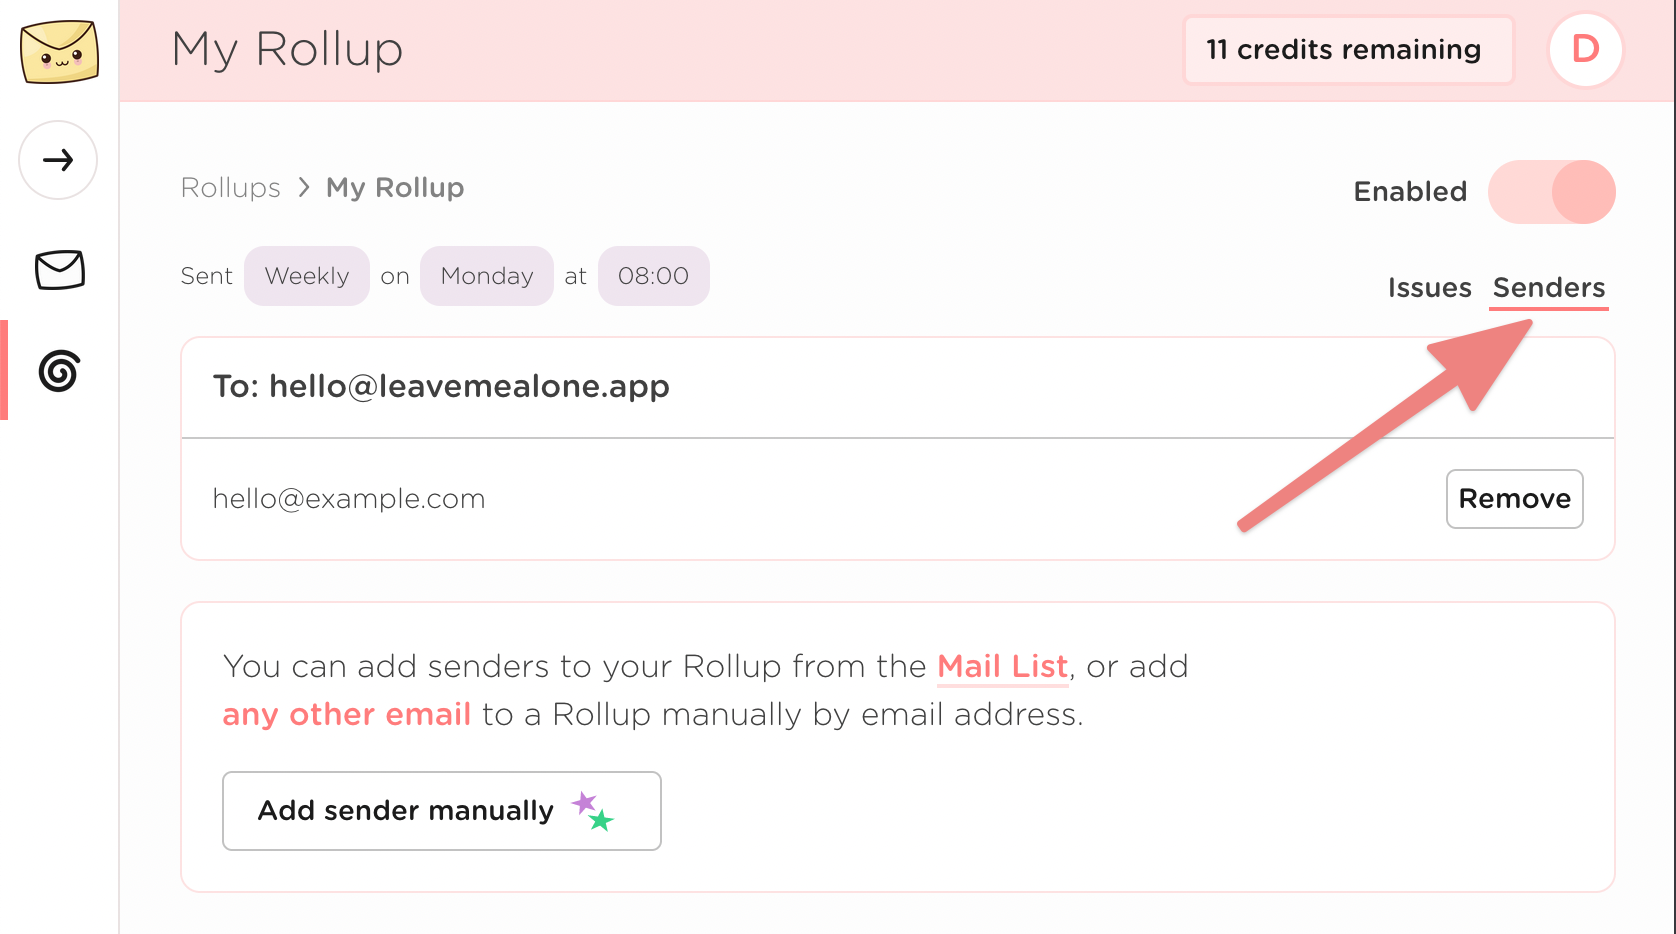 My Rollup
11 credits remaining
D
Rollups > My Rollup
Enabled
Sent Weekly on Monday at 08:00
Issues Senders
To: hello@leavemealone.app
hello@example.com
Remove
You can add senders to your Rollup from the Mail List, or add
any other email to a Rollup manually by email address.
Add sender manually